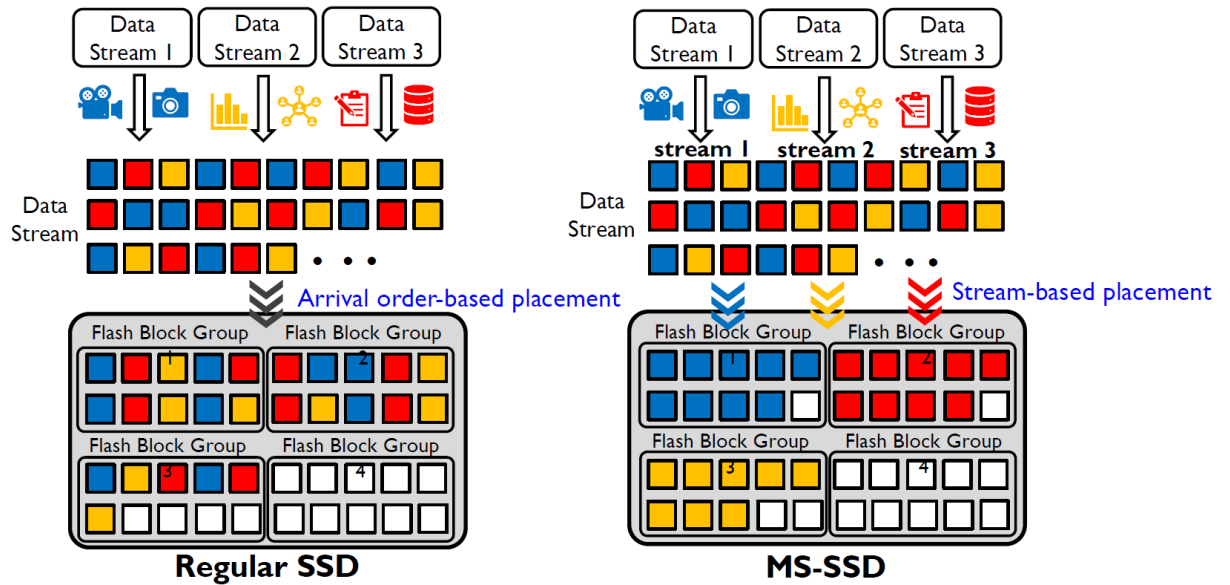 Data
Stream 1
Data
Stream 2
Data
Stream 3
Data
Stream
• • •
Arrival order-based placement
Flash Block Group
1
Flash Block Group
2
Flash Block Group
3
Flash Block Group
4
Regular SSD
Data
Stream 1
Data
Stream 2
Data
Stream 3
stream 1
stream 2
stream 3
Data
Stream
• • •
Stream-based placement
Flash Block Group
1
Flash Block Group
2
Flash Block Group
3
Flash Block Group
4
MS-SSD